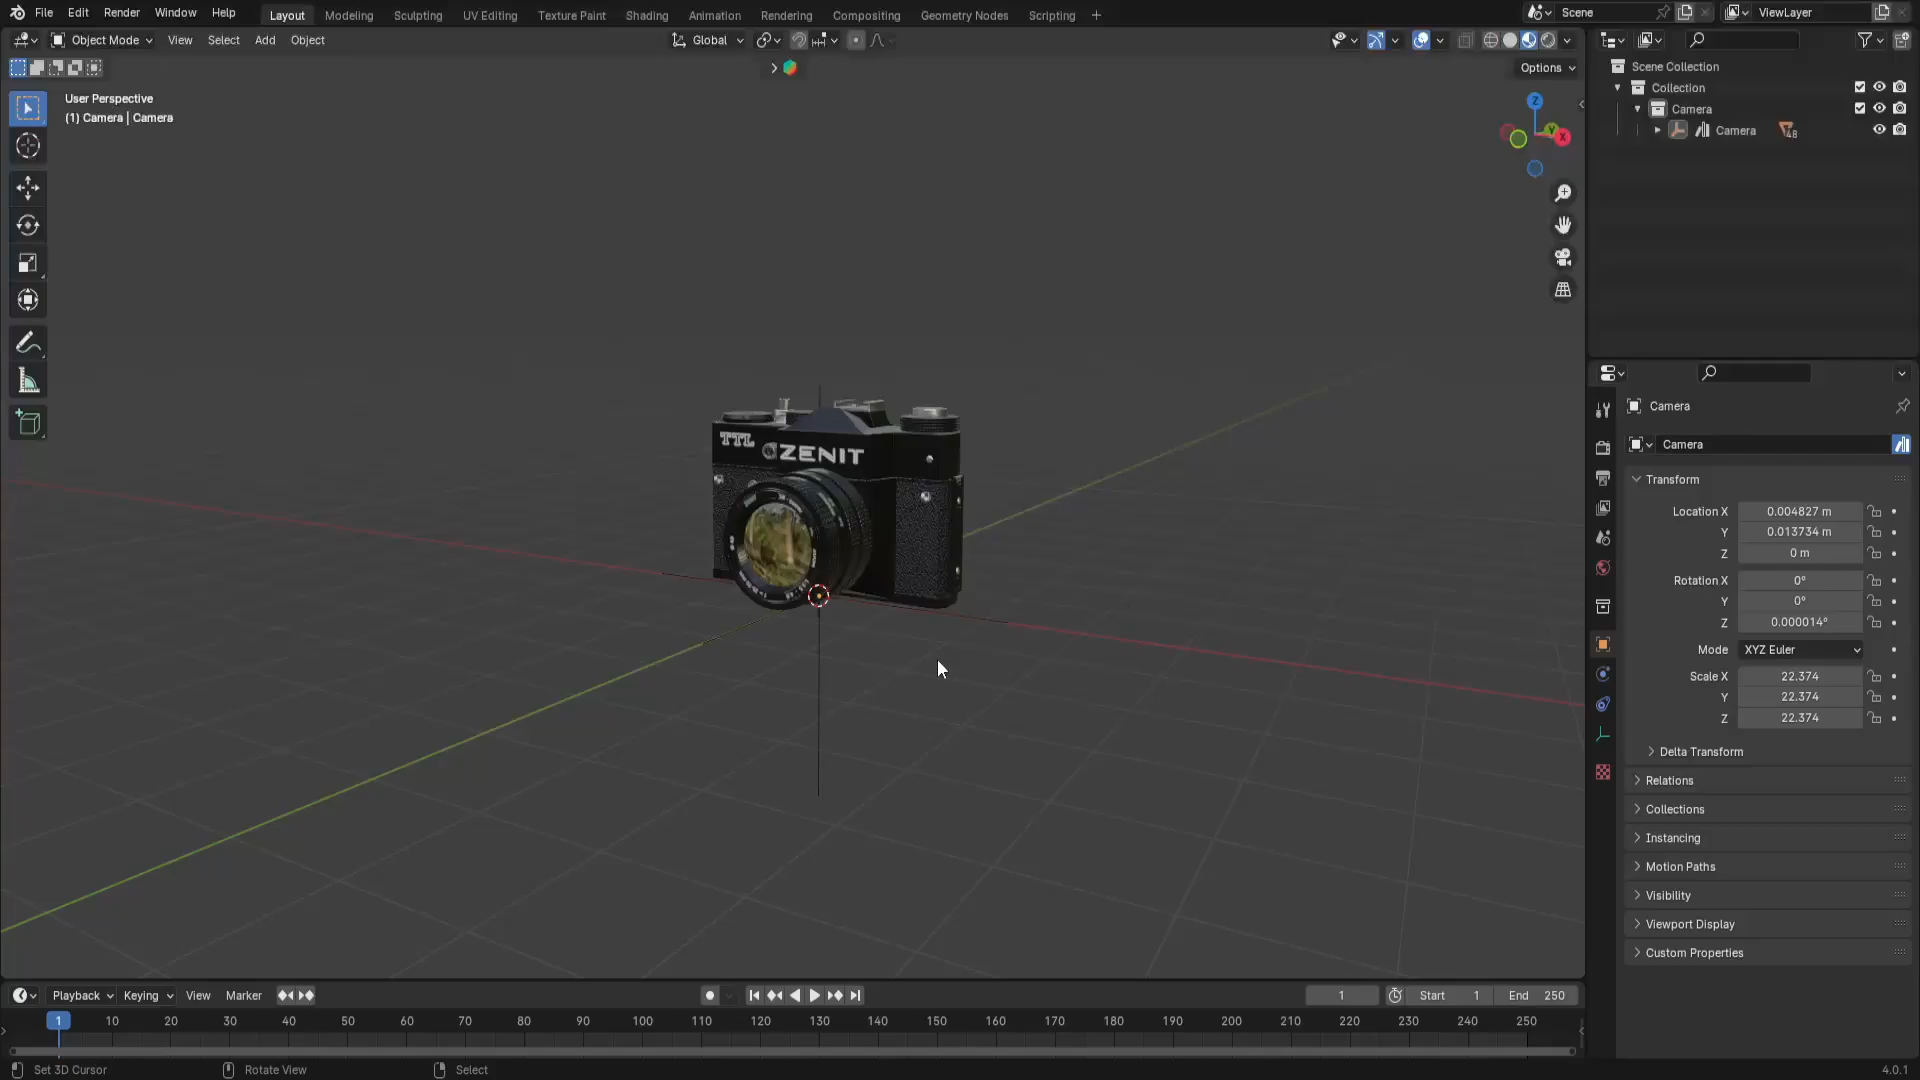 File Edit Render Window Help Layout Modeling Sculpting UV Editing Texture Paint Shading Animation Rendering Compositing Geometry Nodes Scripting + Scene ViewLayer
Object Mode View Select Add Object Global
Options
User Perspective
(1) Camera | Camera
Z
Y
X
Scene Collection
Collection
Camera
Camera 48
TTL
ZENIT
Camera
Camera
Transform
Location X 0.004827 m
Y 0.013734 m
Z 0 m
Rotation X 0°
Y 0°
Z 0.000014°
Mode XYZ Euler
Scale X 22.374
Y 22.374
Z 22.374
Delta Transform
Relations
Collections
Instancing
Motion Paths
Visibility
Viewport Display
Custom Properties
Playback Keying View Marker 1 Start 1 End 250
1 10 20 30 40 50 60 70 80 90 100 110 120 130 140 150 160 170 180 190 200 210 220 230 240 250
Set 3D Cursor Rotate View Select 4.0.1